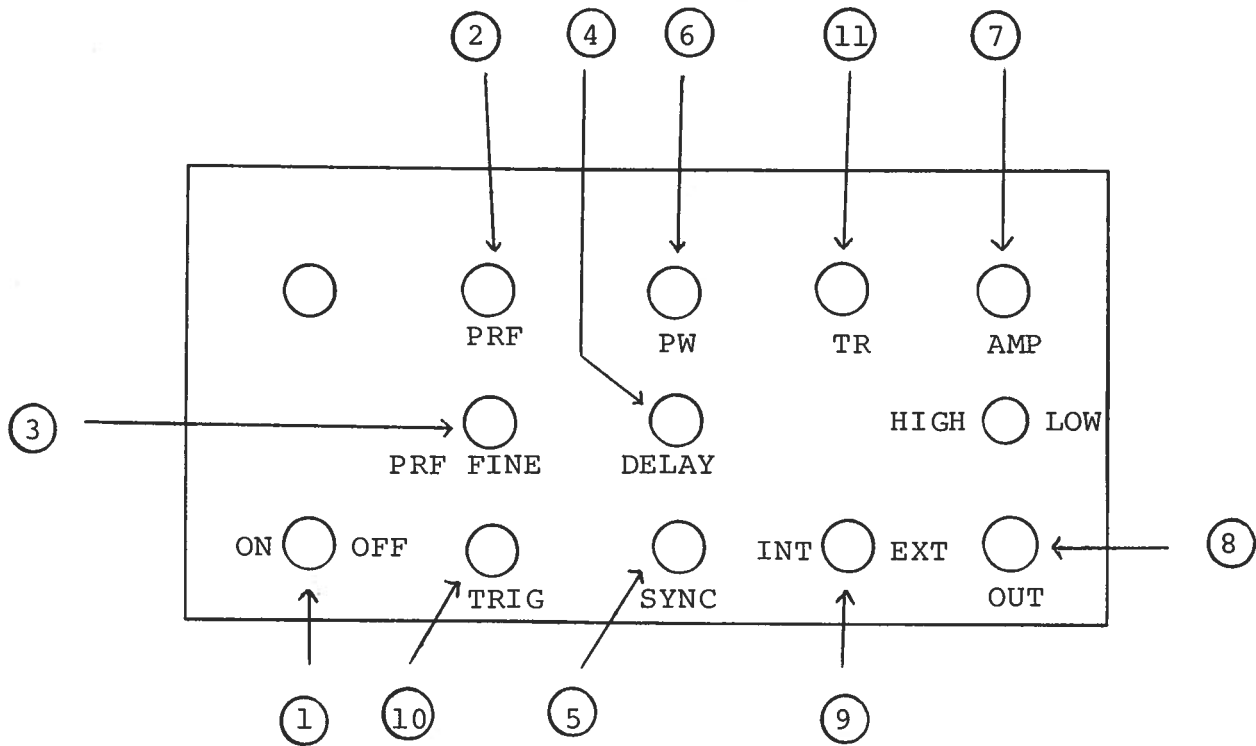 2 4 6 11 7
PRF PW TR AMP
3
HIGH LOW
PRF FINE DELAY
ON OFF INT EXT
8
TRIG SYNC OUT
1 10 5 9